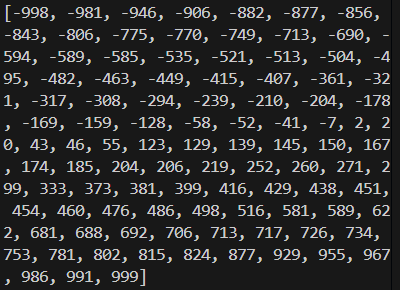 [-998, -981, -946, -906, -882, -877, -856,
-843, -806, -775, -770, -749, -713, -690, -
594, -589, -585, -535, -521, -513, -504, -4
95, -482, -463, -449, -415, -407, -361, -32
1, -317, -308, -294, -239, -210, -204, -178
, -169, -159, -128, -58, -52, -41, -7, 2, 2
0, 43, 46, 55, 123, 129, 139, 145, 150, 167
, 174, 185, 204, 206, 219, 252, 260, 271, 2
99, 333, 373, 381, 399, 416, 429, 438, 451,
454, 460, 476, 486, 498, 516, 581, 589, 62
2, 681, 688, 692, 706, 713, 717, 726, 734,
753, 781, 802, 815, 824, 877, 929, 955, 967
, 986, 991, 999]